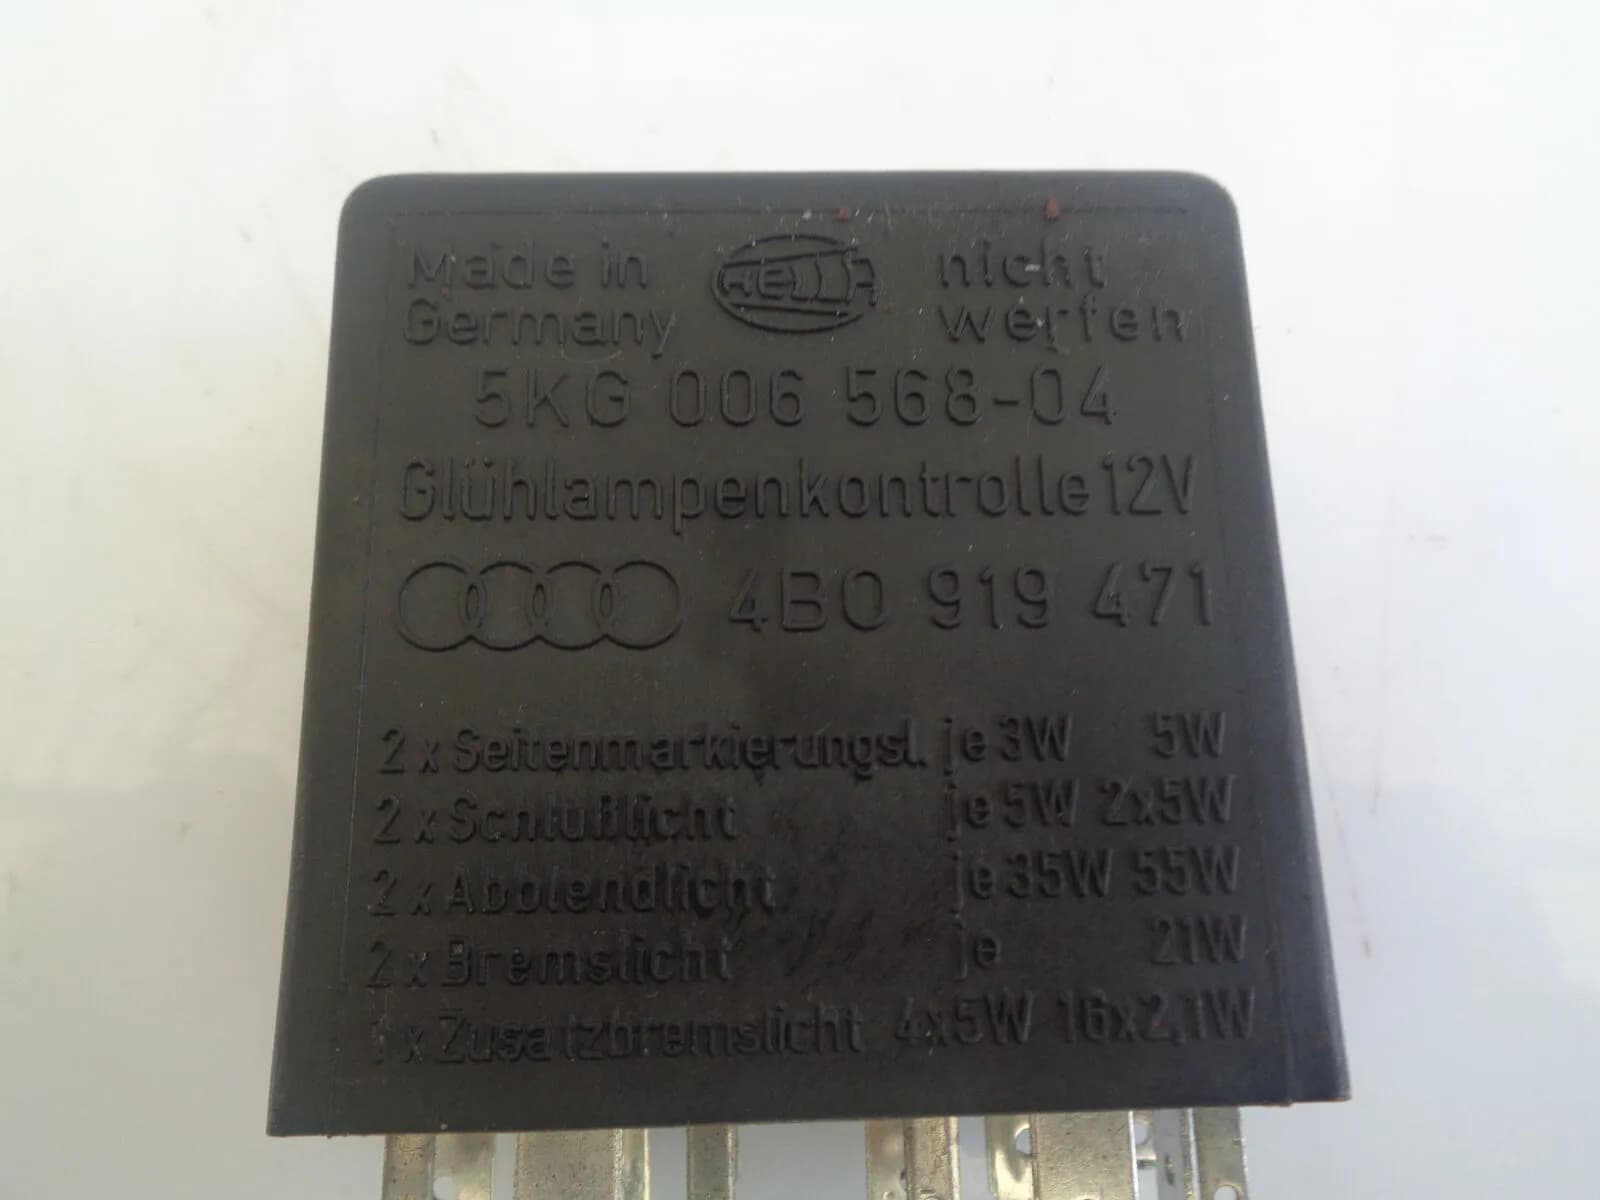 Made in Germany
HELLA
nicht werfen
5KG 006 568-04
Glühlampenkontrolle 12V
4B0 919 471
2 x Seitenmarkierungsl. je 3W 5W
2 x Schlußlicht je 5W 2x5W
2 x Abblendlicht je 35W 55W
2 x Bremslicht je 21W
1 x Zusatzbremslicht 4x5W 16x2,1W